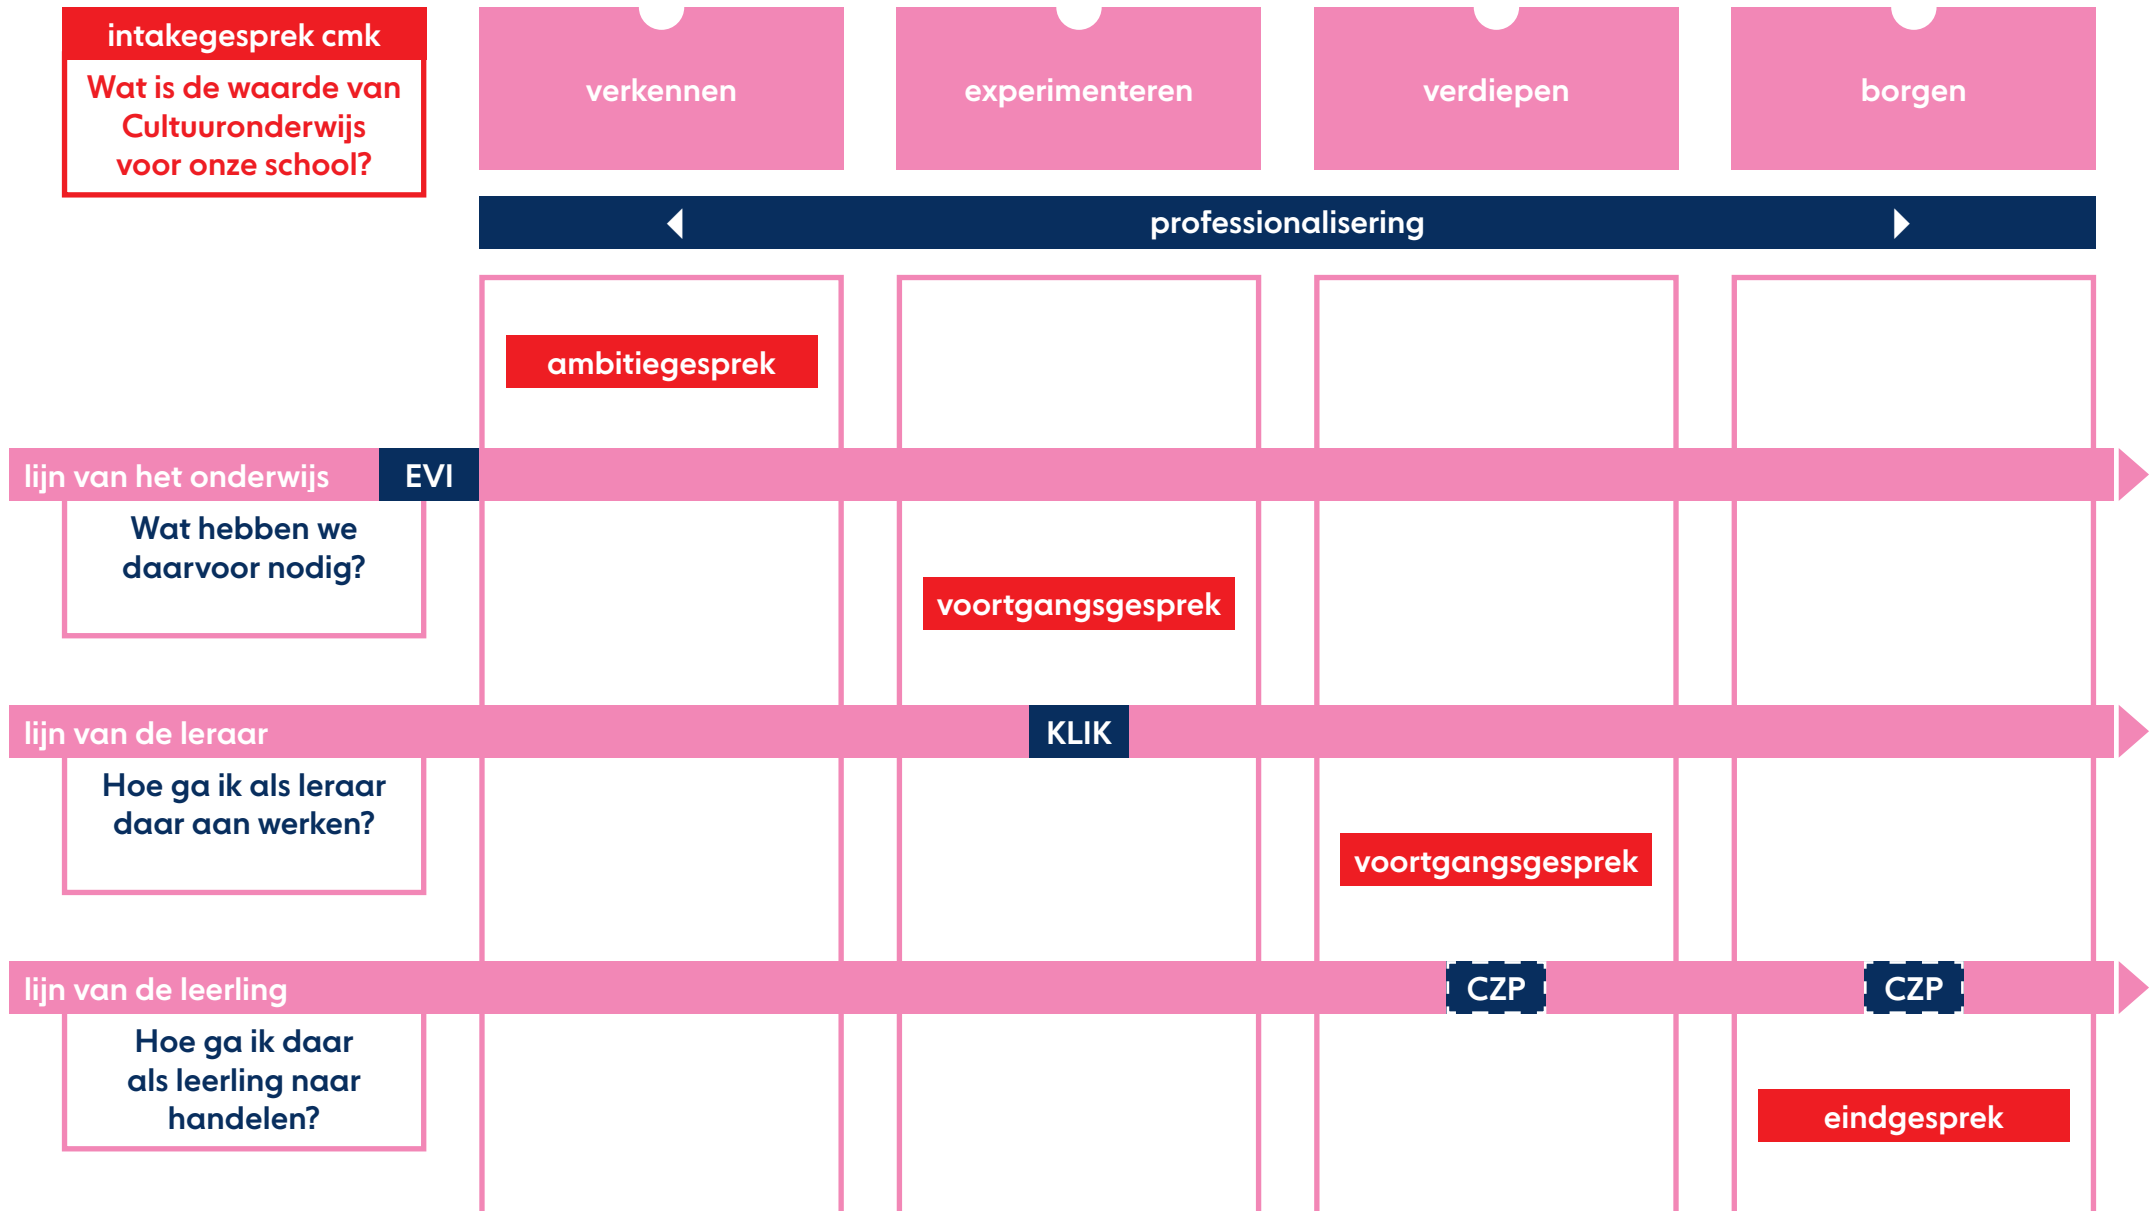 intakegesprek cmk
Wat is de waarde van
Cultuuronderwijs
voor onze school?
verkennen
experimenteren
verdiepen
borgen
professionalisering
ambitiegesprek
lijn van het onderwijs
EVI
Wat hebben we
daarvoor nodig?
voortgangsgesprek
lijn van de leraar
KLIK
Hoe ga ik als leraar
daar aan werken?
voortgangsgesprek
lijn van de leerling
CZP
CZP
Hoe ga ik daar
als leerling naar
handelen?
eindgesprek